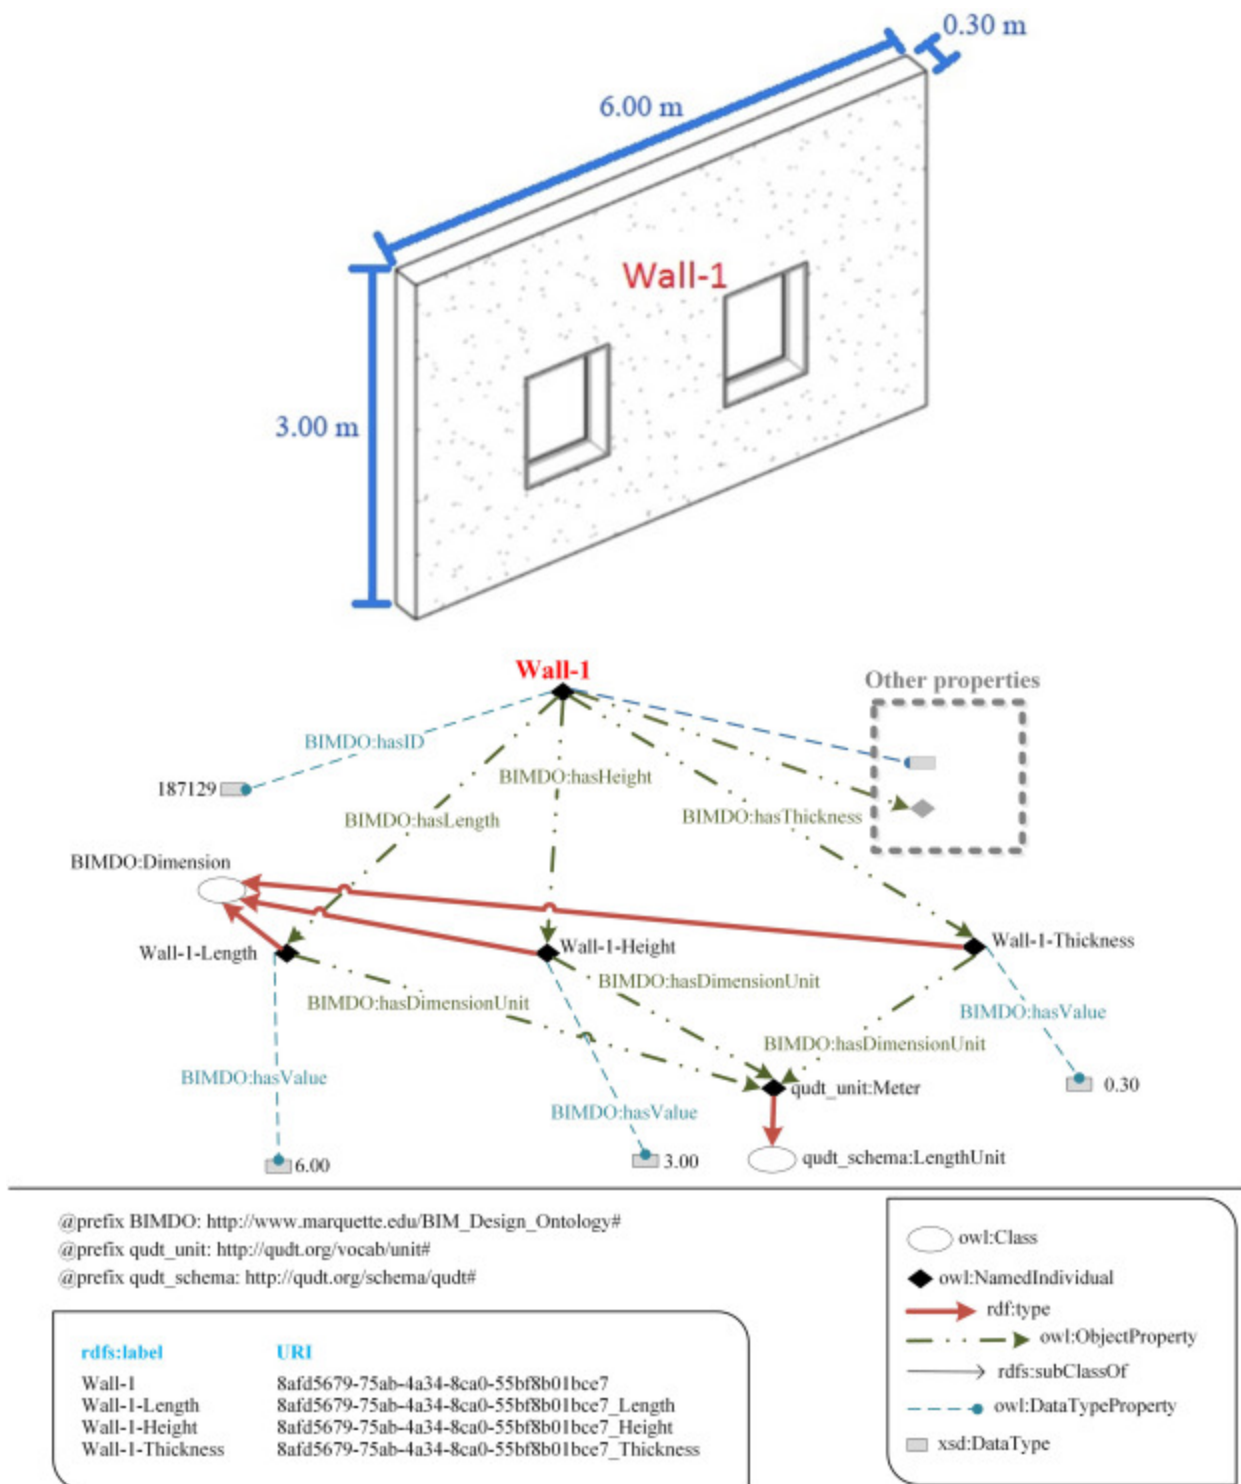 0.30 m
6.00 m
Wall-1
3.00 m
Wall-1
Other properties
BIMDO:hasID
BIMDO:hasHeight
187129
BIMDO:hasLength
BIMDO:hasThickness
BIMDO:Dimension
Wall-1-Length
Wall-1-Height
Wall-1-Thickness
BIMDO:hasDimensionUnit
BIMDO:hasDimensionUnit
BIMDO:hasValue
BIMDO:hasDimensionUnit
BIMDO:hasValue
qudt_unit:Meter
0.30
BIMDO:hasValue
6.00
3.00
qudt_schema:LengthUnit
@prefix BIMDO: http://www.marquette.edu/BIM_Design_Ontology#
@prefix qudt_unit: http://qudt.org/vocab/unit#
@prefix qudt_schema: http://qudt.org/schema/qudt#
rdfs:label URI
Wall-1 8afd5679-75ab-4a34-8ca0-55bf8b01bce7
Wall-1-Length 8afd5679-75ab-4a34-8ca0-55bf8b01bce7_Length
Wall-1-Height 8afd5679-75ab-4a34-8ca0-55bf8b01bce7_Height
Wall-1-Thickness 8afd5679-75ab-4a34-8ca0-55bf8b01bce7_Thickness
owl:Class
owl:NamedIndividual
rdf:type
owl:ObjectProperty
rdfs:subClassOf
owl:DataTypeProperty
xsd:DataType